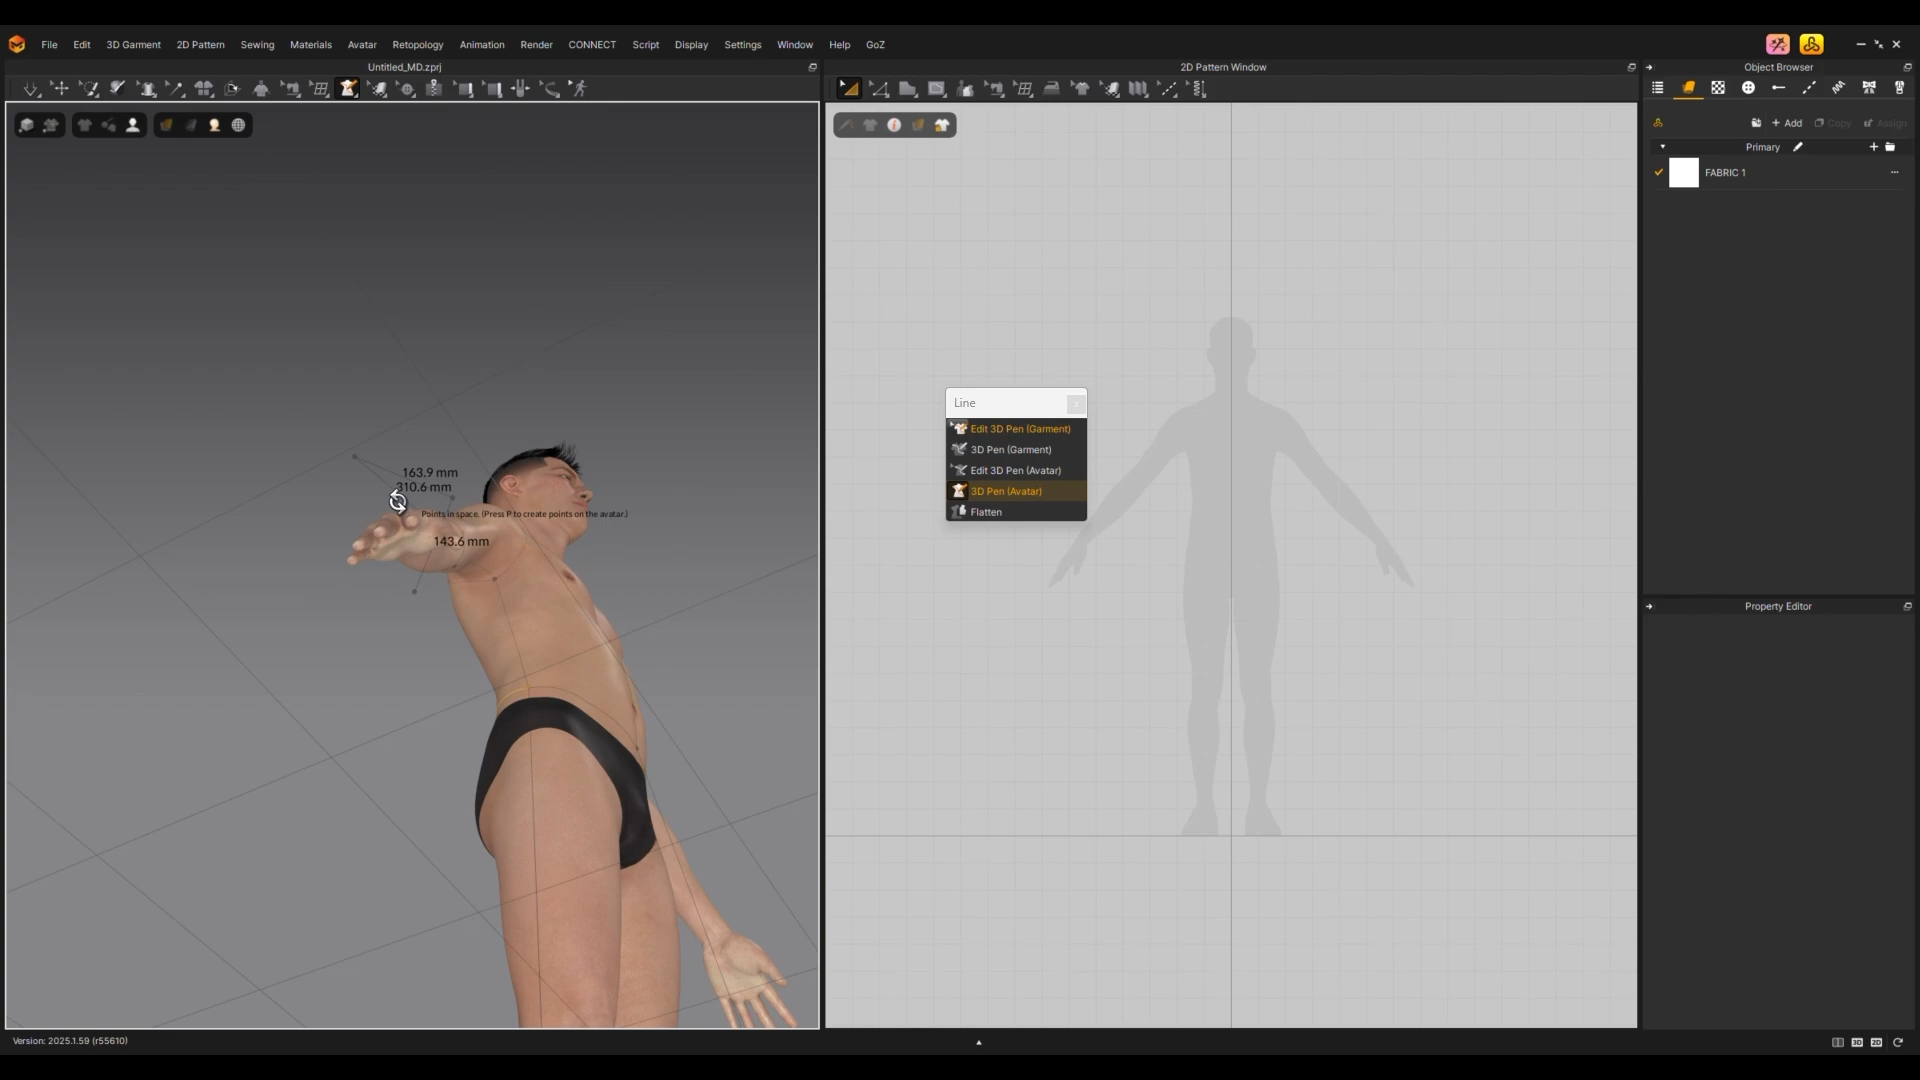 File Edit 3D Garment 2D Pattern Sewing Materials Avatar Retopology Animation Render CONNECT Script Display Settings Window Help GoZ
Untitled_MD.zprj
2D Pattern Window
Object Browser
+ Add Copy Assign
Primary
FABRIC 1
Line
Edit 3D Pen (Garment)
3D Pen (Garment)
Edit 3D Pen (Avatar)
3D Pen (Avatar)
Flatten
163.9 mm
310.6 mm
Points in space. (Press P to create points on the avatar.)
143.6 mm
Property Editor
Version: 2025.1.59 (r55610)
3D 2D